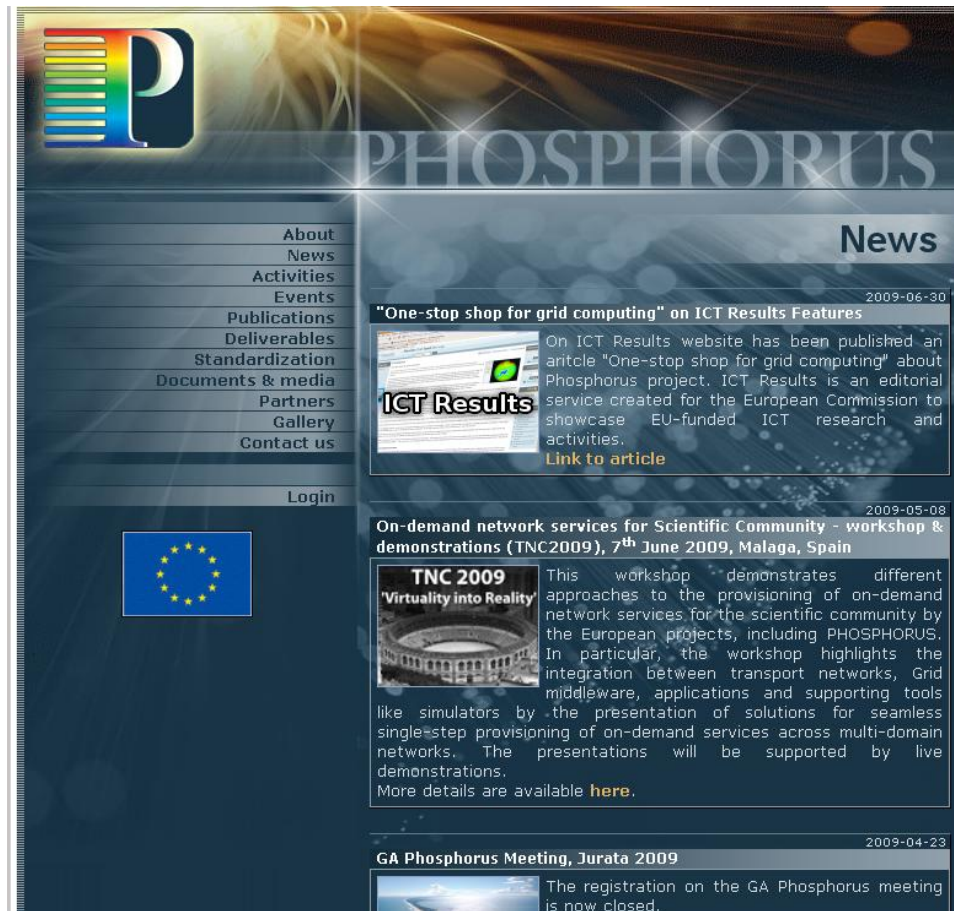 P
PHOSPHORUS
About
News
Activities
Events
Publications
Deliverables
Standardization
Documents & media
Partners
Gallery
Contact us
Login
News
2009-06-30
"One-stop shop for grid computing" on ICT Results Features
ICT Results
On ICT Results website has been published an
aritcle "One-stop shop for grid computing" about
Phosphorus project. ICT Results is an editorial
service created for the European Commission to
showcase EU-funded ICT research and
activities.
Link to article
2009-05-08
On-demand network services for Scientific Community - workshop &
demonstrations (TNC2009), 7th June 2009, Malaga, Spain
TNC 2009
'Virtuality into Reality'
This workshop demonstrates different
approaches to the provisioning of on-demand
network services for the scientific community by
the European projects, including PHOSPHORUS.
In particular, the workshop highlights the
integration between transport networks, Grid
middleware, applications and supporting tools
like simulators by the presentation of solutions for seamless
single-step provisioning of on-demand services across multi-domain
networks. The presentations will be supported by live
demonstrations.
More details are available here.
2009-04-23
GA Phosphorus Meeting, Jurata 2009
The registration on the GA Phosphorus meeting
is now closed.